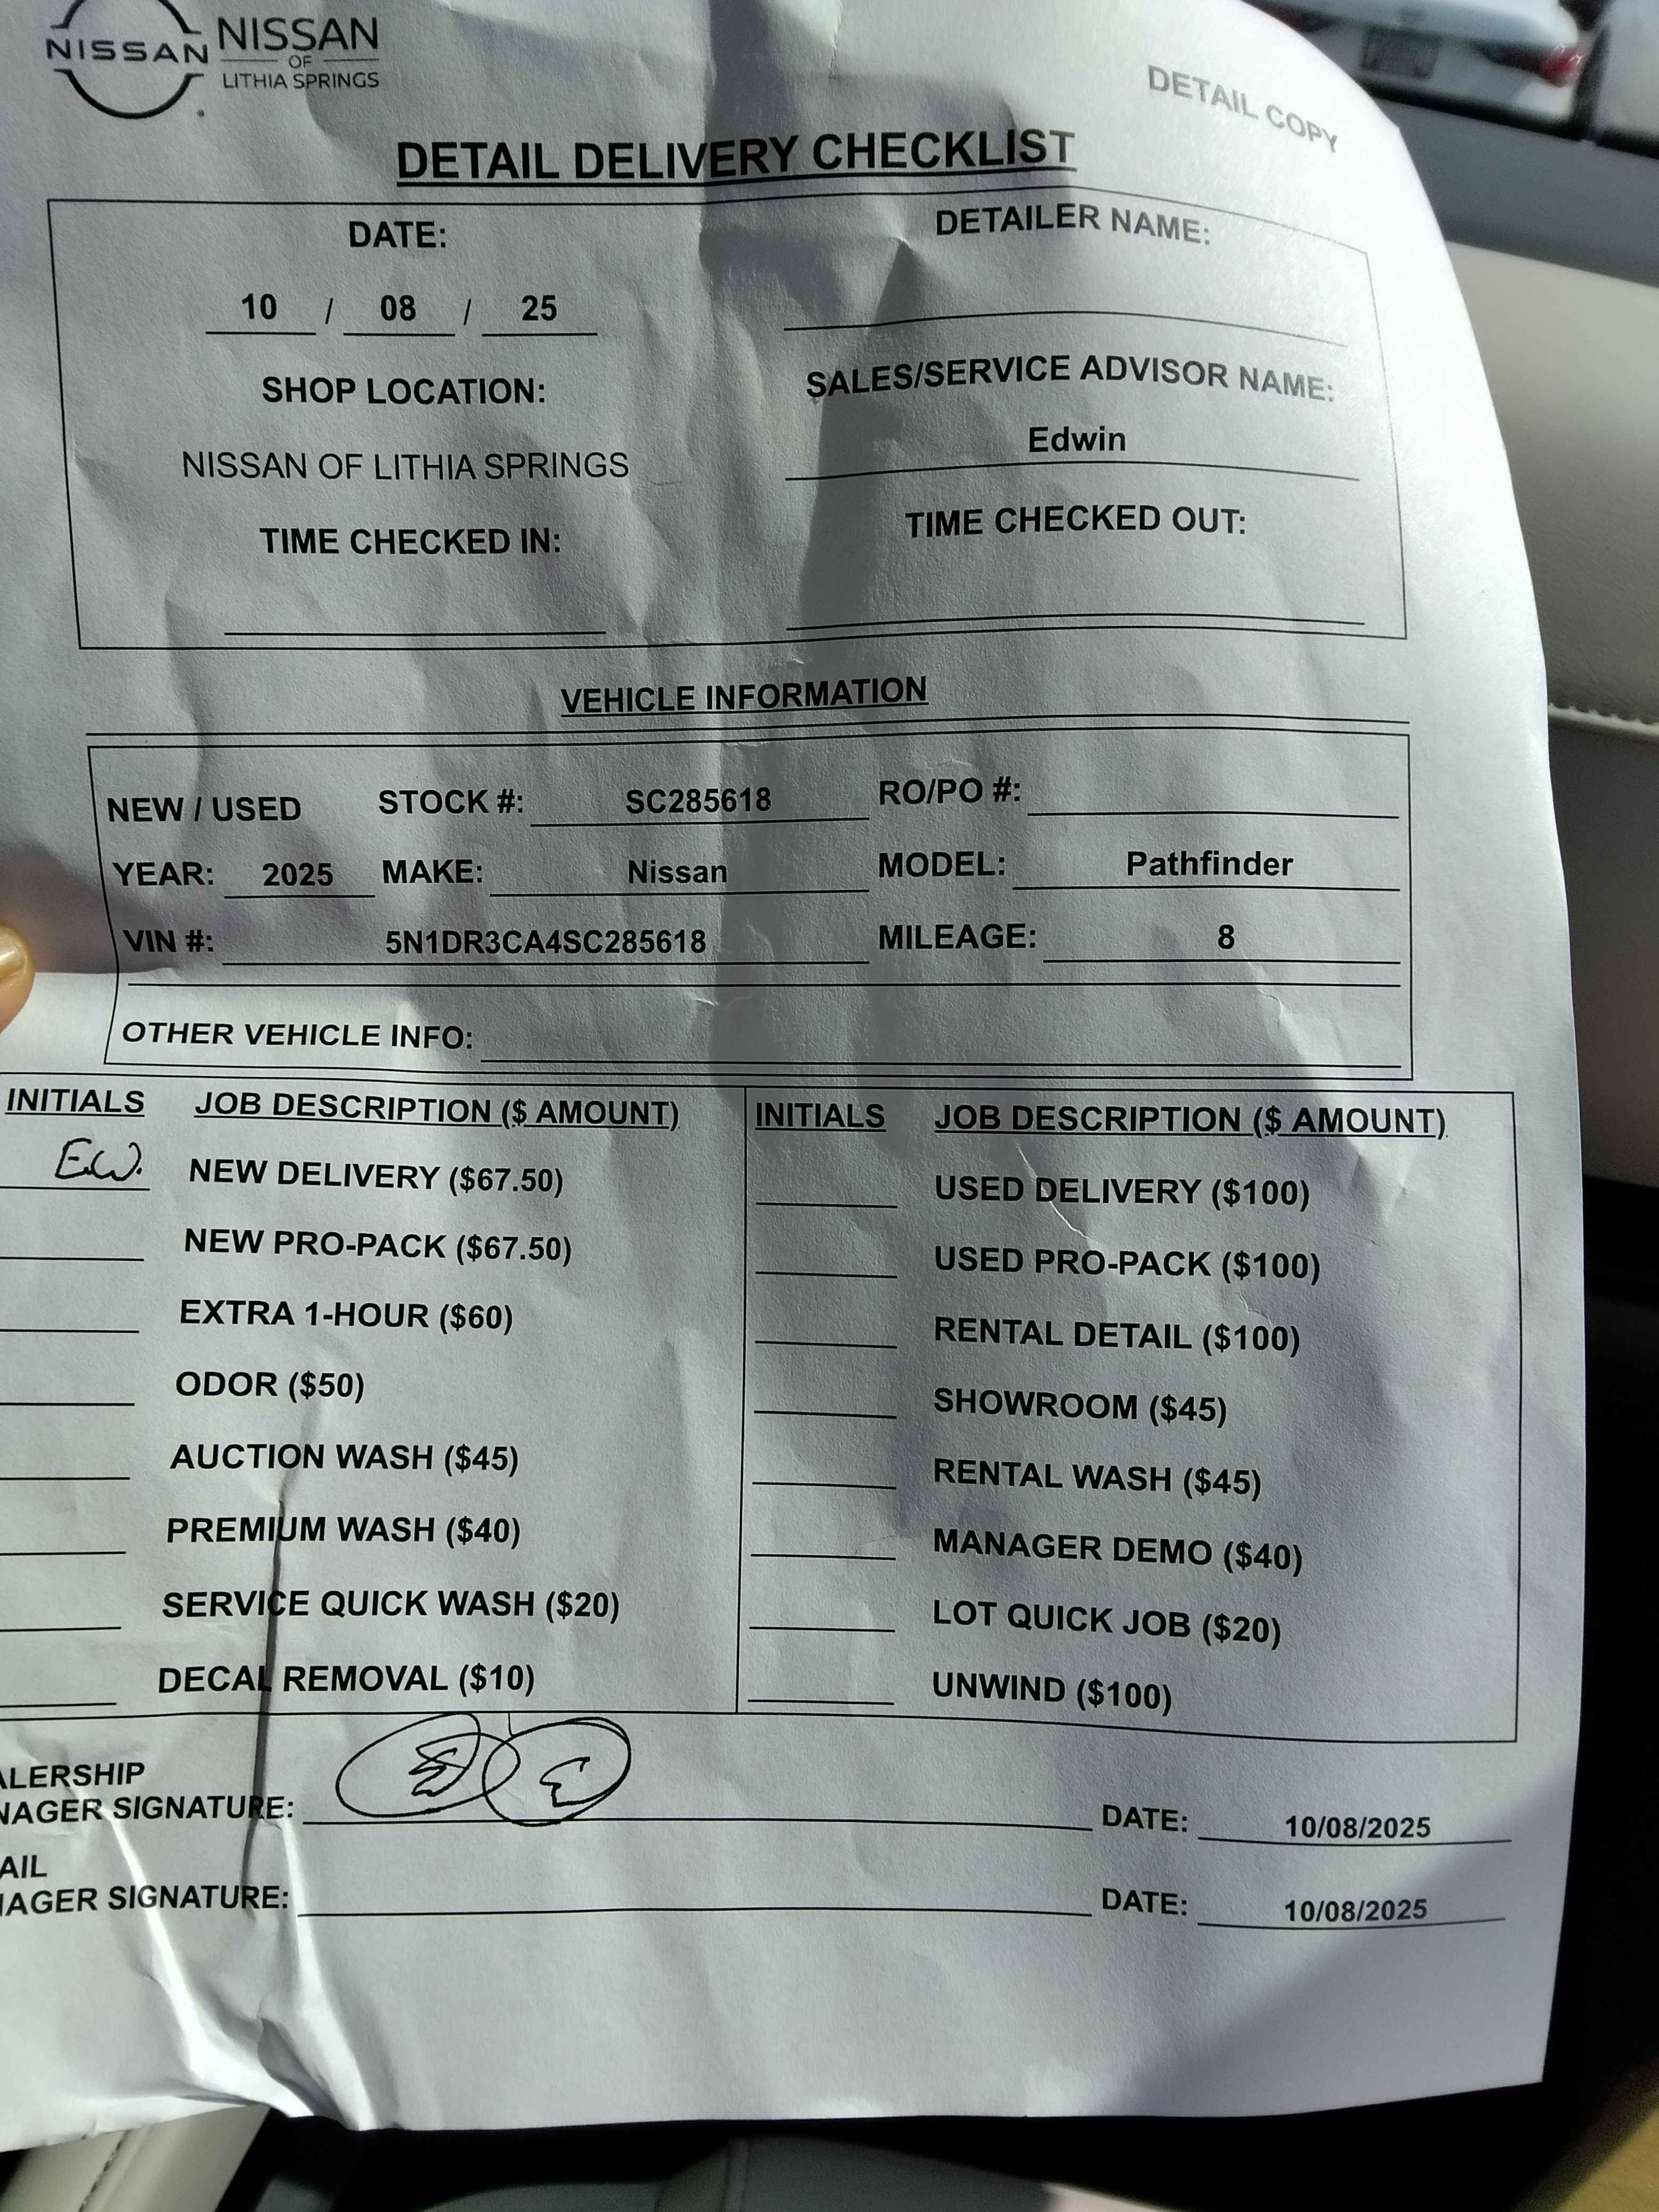 NISSAN
NISSAN
OF
LITHIA SPRINGS
DETAIL COPY
DETAIL DELIVERY CHECKLIST
DATE:
10 / 08 / 25
DETAILER NAME:
SHOP LOCATION:
NISSAN OF LITHIA SPRINGS
SALES/SERVICE ADVISOR NAME:
Edwin
TIME CHECKED IN:
TIME CHECKED OUT:
VEHICLE INFORMATION
NEW / USED STOCK #: SC285618 RO/PO #:
YEAR: 2025 MAKE: Nissan MODEL: Pathfinder
VIN #: 5N1DR3CA4SC285618 MILEAGE: 8
OTHER VEHICLE INFO:
INITIALS JOB DESCRIPTION ($ AMOUNT)
E.W. NEW DELIVERY ($67.50)
NEW PRO-PACK ($67.50)
EXTRA 1-HOUR ($60)
ODOR ($50)
AUCTION WASH ($45)
PREMIUM WASH ($40)
SERVICE QUICK WASH ($20)
DECAL REMOVAL ($10)
INITIALS JOB DESCRIPTION ($ AMOUNT)
USED DELIVERY ($100)
USED PRO-PACK ($100)
RENTAL DETAIL ($100)
SHOWROOM ($45)
RENTAL WASH ($45)
MANAGER DEMO ($40)
LOT QUICK JOB ($20)
UNWIND ($100)
ALERSHIP
NAGER SIGNATURE: DATE: 10/08/2025
AIL
NAGER SIGNATURE: DATE: 10/08/2025